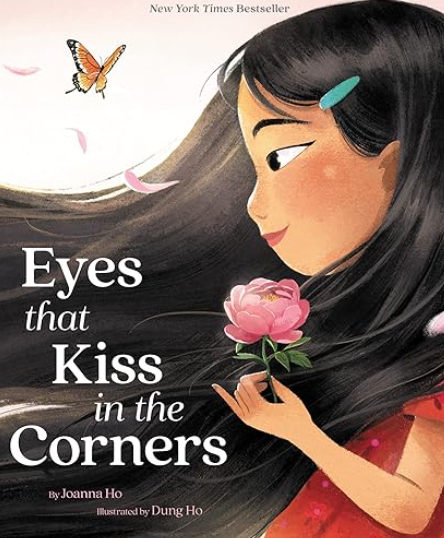 New York Times Bestseller
Eyes
that
Kiss
in the
Corners
By Joanna Ho
Illustrated by Dung Ho